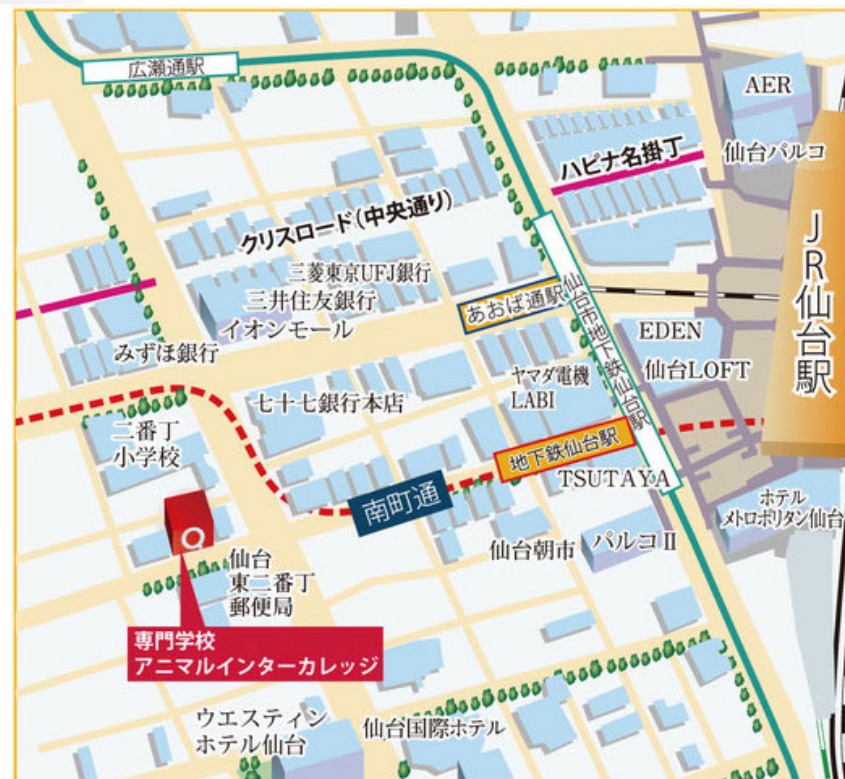 広瀬通駅
AER
仙台パルコ
ハピナ名掛丁
JR仙台駅
クリスロード(中央通り)
三菱東京UFJ銀行
三井住友銀行
イオンモール
あおば通駅
仙台市地下鉄仙台駅
EDEN
仙台LOFT
みずほ銀行
ヤマダ電機
LABI
七十七銀行本店
二番丁
小学校
地下鉄仙台駅
TSUTAYA
南町通
ホテル
メトロポリタン仙台
仙台朝市
パルコⅡ
仙台
東二番丁
郵便局
専門学校
アニマルインターカレッジ
ウエスティン
ホテル仙台
仙台国際ホテル